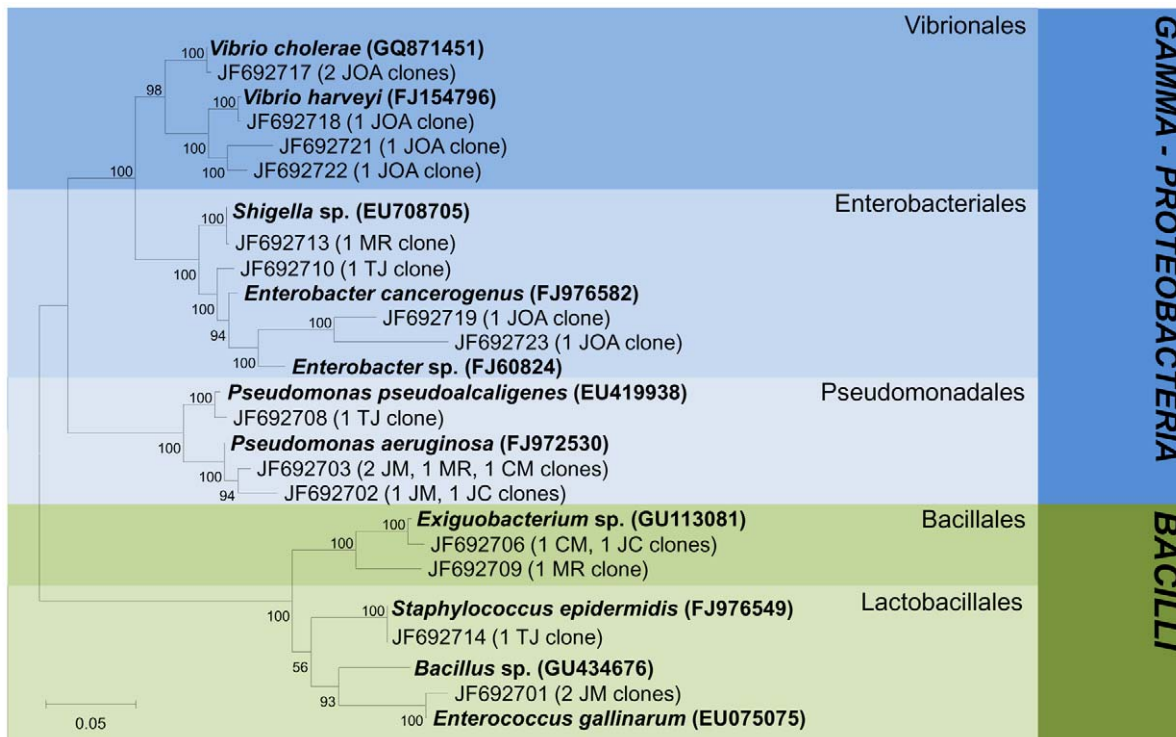 Vibrionales
100
Vibrio cholerae (GQ871451)
JF692717 (2 JOA clones)
98
100
Vibrio harveyi (FJ154796)
JF692718 (1 JOA clone)
JF692721 (1 JOA clone)
100
100
100
JF692722 (1 JOA clone)
Enterobacteriales
100
Shigella sp. (EU708705)
JF692713 (1 MR clone)
100
JF692710 (1 TJ clone)
100
Enterobacter cancerogenus (FJ976582)
94
100
JF692719 (1 JOA clone)
JF692723 (1 JOA clone)
100
Enterobacter sp. (FJ60824)
Pseudomonadales
100
Pseudomonas pseudoalcaligenes (EU419938)
JF692708 (1 TJ clone)
100
Pseudomonas aeruginosa (FJ972530)
100
JF692703 (2 JM, 1 MR, 1 CM clones)
94
JF692702 (1 JM, 1 JC clones)
GAMMA - PROTEOBACTERIA
Bacillales
100
Exiguobacterium sp. (GU113081)
100
JF692706 (1 CM, 1 JC clones)
JF692709 (1 MR clone)
Lactobacillales
100
Staphylococcus epidermidis (FJ976549)
100
JF692714 (1 TJ clone)
56
Bacillus sp. (GU434676)
93
JF692701 (2 JM clones)
100
Enterococcus gallinarum (EU075075)
BACILLI
0.05